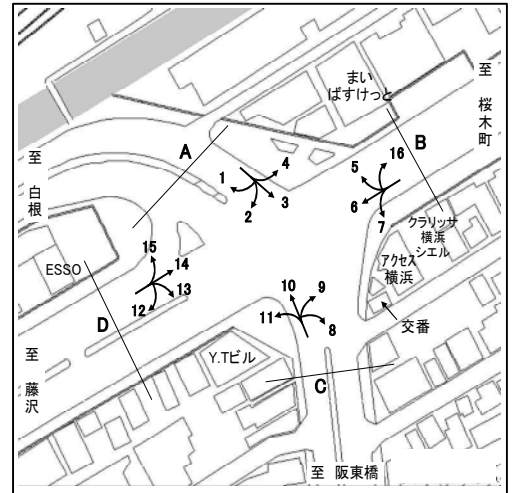 まい
ばすけっと
至
桜
木
町
A
B
4
1
2
3
16
5
6
7
至
白
根
クラリッサ
横浜
シエル
アクセス
横浜
ESSO
15
14
13
12
10
9
11
8
交番
D
至
藤
沢
Y.Tビル
C
至 阪東橋